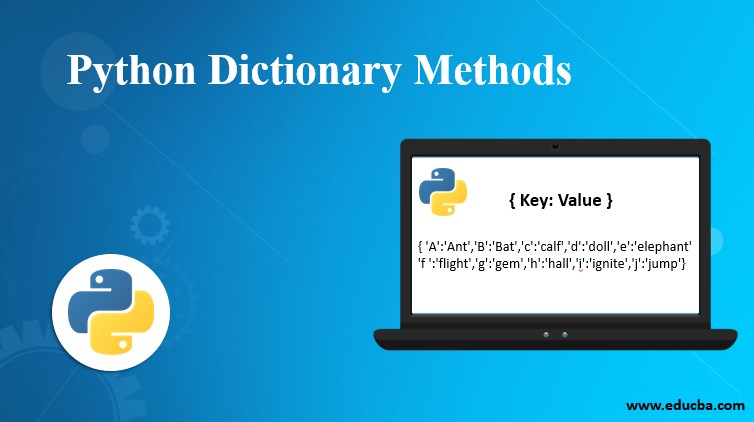 Python Dictionary Methods
{ Key: Value }
{ 'A':'Ant','B':'Bat','c':'calf','d':'doll','e':'elephant'
'f ':'flight','g':'gem','h':'hall','i':'ignite','j':'jump'}
www.educba.com